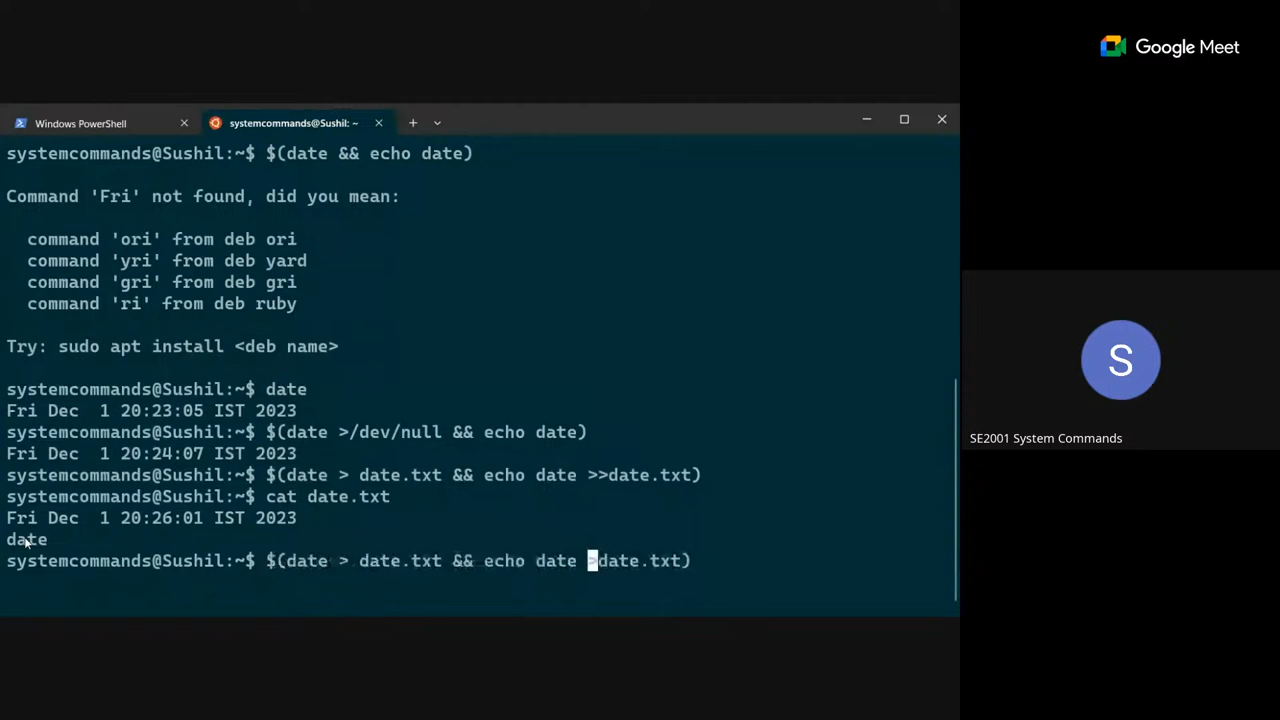 Google Meet
Windows PowerShell
systemcommands@Sushil: ~
systemcommands@Sushil:~$ $(date && echo date)
Command 'Fri' not found, did you mean:
command 'ori' from deb ori
command 'yri' from deb yard
command 'gri' from deb gri
command 'ri' from deb ruby
Try: sudo apt install <deb name>
systemcommands@Sushil:~$ date
Fri Dec  1 20:23:05 IST 2023
systemcommands@Sushil:~$ $(date >/dev/null && echo date)
Fri Dec  1 20:24:07 IST 2023
systemcommands@Sushil:~$ $(date > date.txt && echo date >>date.txt)
systemcommands@Sushil:~$ cat date.txt
Fri Dec  1 20:26:01 IST 2023
date
systemcommands@Sushil:~$ $(date > date.txt && echo date >date.txt)
S
SE2001 System Commands